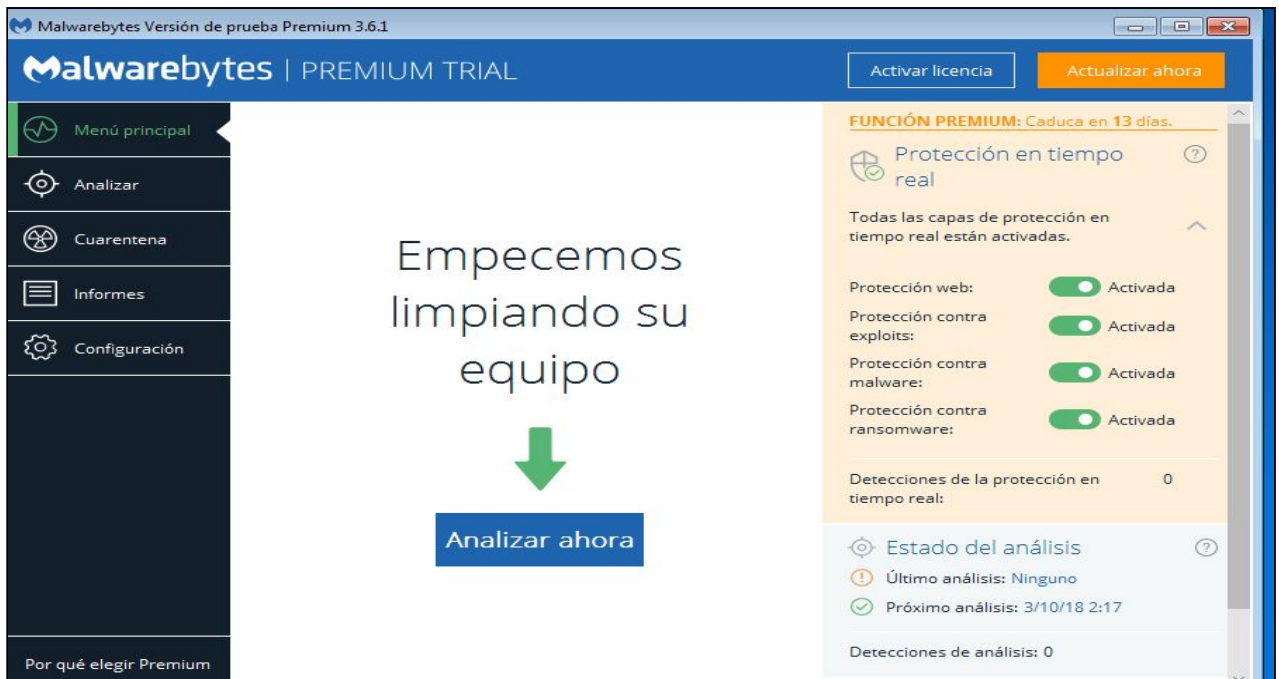 Malwarebytes Versión de prueba Premium 3.6.1
Malwarebytes | PREMIUM TRIAL
Activar licencia
Actualizar ahora
Menú principal
Analizar
Cuarentena
Informes
Configuración
Por qué elegir Premium
Empecemos
limpiando su
equipo
Analizar ahora
FUNCIÓN PREMIUM: Caduca en 13 días.
Protección en tiempo
real
Todas las capas de protección en
tiempo real están activadas.
Protección web: Activada
Protección contra
exploits: Activada
Protección contra
malware: Activada
Protección contra
ransomware: Activada
Detecciones de la protección en
tiempo real: 0
Estado del análisis
Último análisis: Ninguno
Próximo análisis: 3/10/18 2:17
Detecciones de análisis: 0